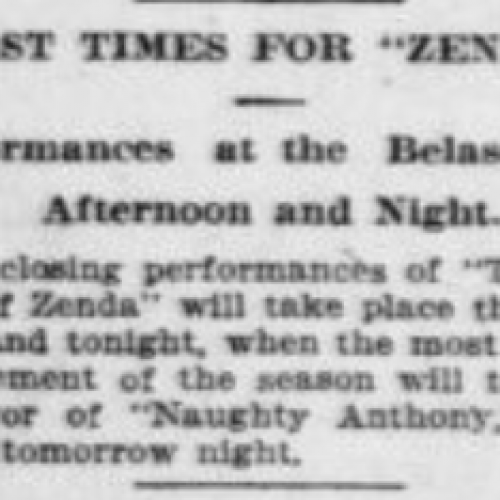 ST TIMES FOR "ZEN
rmances at the Belas
Afternoon and Night.
closing performances of "T
f Zenda" will take place th
nd tonight, when the most
ement of the season will t
or of "Naughty Anthony,
tomorrow night.